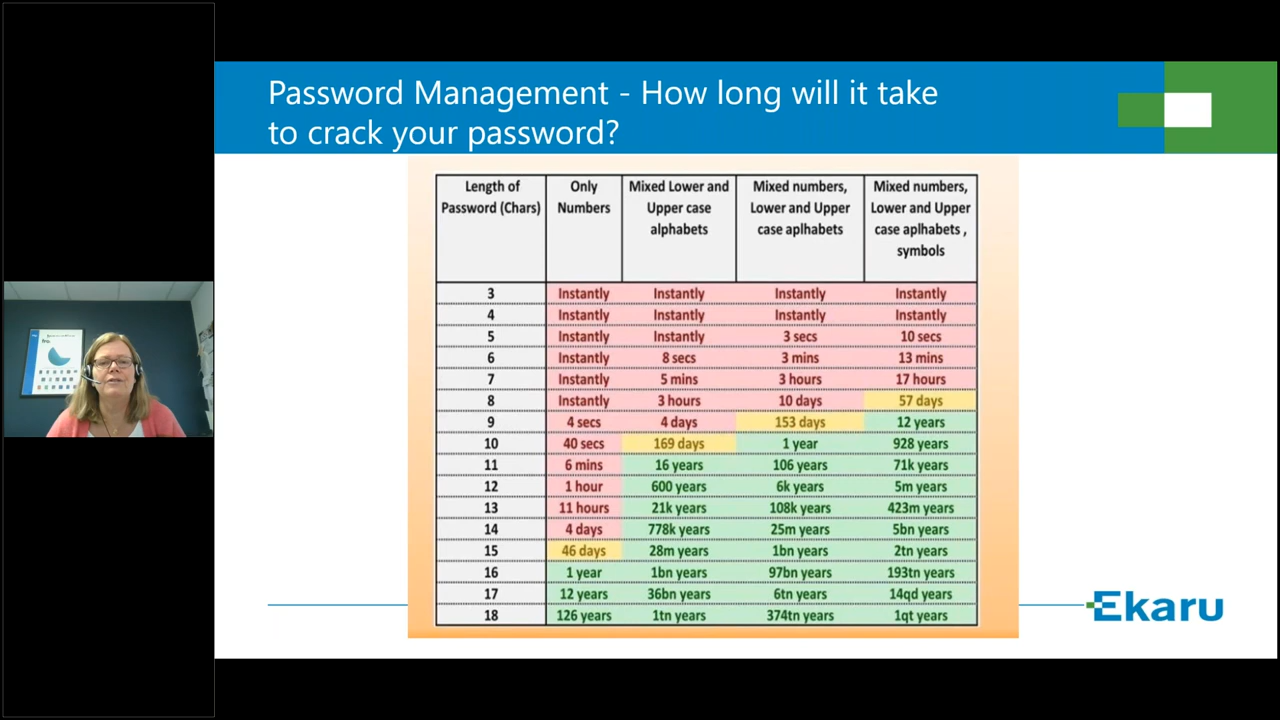 Password Management - How long will it take
to crack your password?
Length of Password (Chars) Only Numbers Mixed Lower and Upper case alphabets Mixed numbers, Lower and Upper case aplhabets Mixed numbers, Lower and Upper case aplhabets , symbols
3 Instantly Instantly Instantly Instantly
4 Instantly Instantly Instantly Instantly
5 Instantly Instantly 3 secs 10 secs
6 Instantly 8 secs 3 mins 13 mins
7 Instantly 5 mins 3 hours 17 hours
8 Instantly 3 hours 10 days 57 days
9 4 secs 4 days 153 days 12 years
10 40 secs 169 days 1 year 928 years
11 6 mins 16 years 106 years 71k years
12 1 hour 600 years 6k years 5m years
13 11 hours 21k years 108k years 423m years
14 4 days 778k years 25m years 5bn years
15 46 days 28m years 1bn years 2tn years
16 1 year 1bn years 97bn years 193tn years
17 12 years 36bn years 6tn years 14qd years
18 126 years 1tn years 374tn years 1qt years
Ekaru